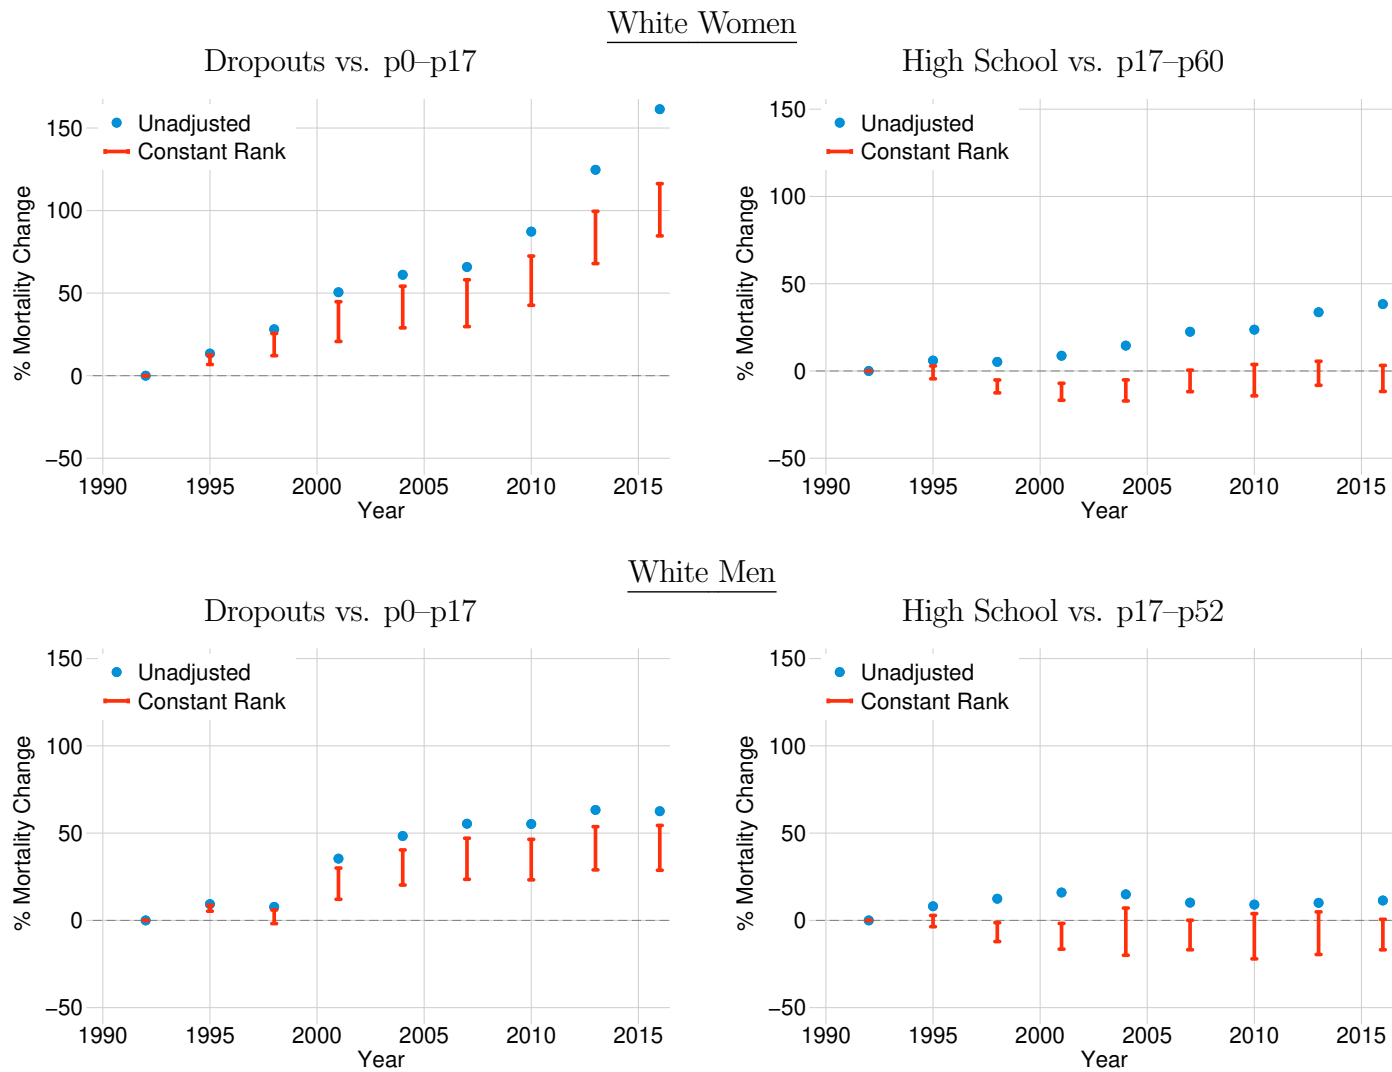 White Women
Dropouts vs. p0–p17
% Mortality Change
150
100
50
0
−50
Unadjusted
Constant Rank
1990 1995 2000 2005 2010 2015
Year
High School vs. p17–p60
% Mortality Change
150
100
50
0
−50
Unadjusted
Constant Rank
1990 1995 2000 2005 2010 2015
Year
White Men
Dropouts vs. p0–p17
% Mortality Change
150
100
50
0
−50
Unadjusted
Constant Rank
1990 1995 2000 2005 2010 2015
Year
High School vs. p17–p52
% Mortality Change
150
100
50
0
−50
Unadjusted
Constant Rank
1990 1995 2000 2005 2010 2015
Year